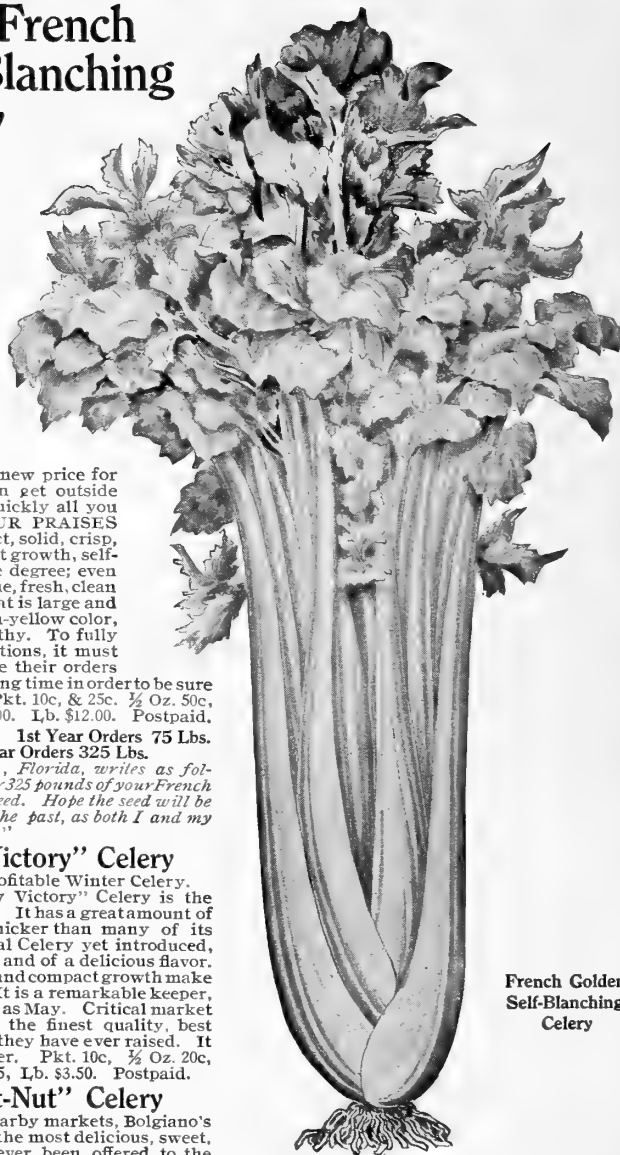 French
Blanching
new price for
n get outside
uickly all you
UR PRAISES
ct, solid, crisp,
t growth, self-
e degree; even
ue, fresh, clean
nt is large and
n-yellow color,
thy. To fully
tions, it must
e their orders
ng time in order to be sure
Pkt. 10c, & 25c. ½ Oz. 50c,
00. Lb. $12.00. Postpaid.
1st Year Orders 75 Lbs.
ar Orders 325 Lbs.
, Florida, writes as fol-
r 325 pounds of your French
eed. Hope the seed will be
he past, as both I and my
"
Victory" Celery
ofitable Winter Celery.
y Victory" Celery is the
It has a great amount of
hicker than many of its
al Celery yet introduced,
and of a delicious flavor.
and compact growth make
It is a remarkable keeper,
as May. Critical market
the finest quality, best
they have ever raised. It
er. Pkt. 10c, ½ Oz. 20c,
5, Lb. $3.50. Postpaid.
t-Nut" Celery
arby markets, Bolgiano's
the most delicious, sweet,
ever been offered to the
French Golden
Self-Blanching
Celery